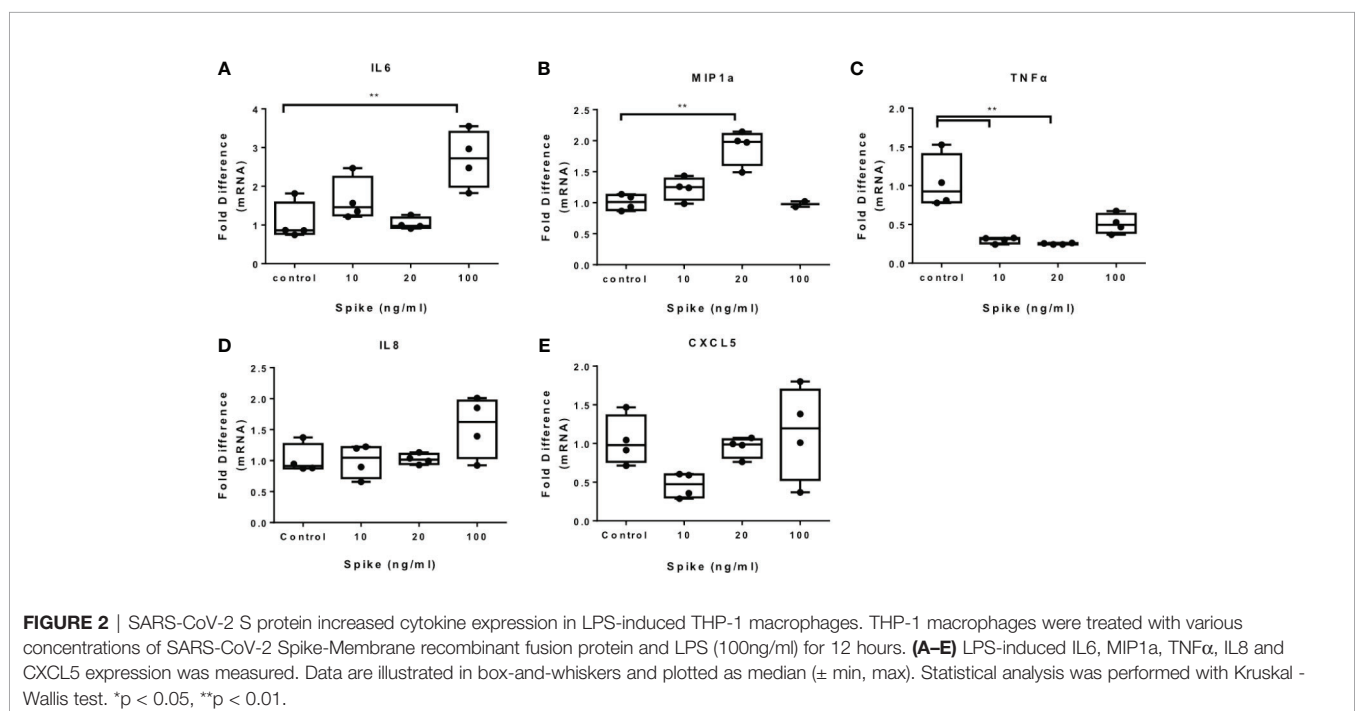 A
IL6
**
Fold Difference
(mRNA)
4
3
2
1
0
control
10
20
100
Spike (ng/ml)
B
MIP1a
**
Fold Difference
(mRNA)
2.5
2.0
1.5
1.0
0.5
0.0
control
10
20
100
Spike (ng/ml)
C
TNFα
**
Fold Difference
(mRNA)
2.0
1.5
1.0
0.5
0.0
control
10
20
100
Spike (ng/ml)
D
IL8
Fold Difference
(mRNA)
2.5
2.0
1.5
1.0
0.5
0.0
Control
10
20
100
Spike (ng/ml)
E
CXCL5
Fold Difference
(mRNA)
2.0
1.5
1.0
0.5
0.0
Control
10
20
100
Spike (ng/ml)
FIGURE 2 | SARS-CoV-2 S protein increased cytokine expression in LPS-induced THP-1 macrophages. THP-1 macrophages were treated with various
concentrations of SARS-CoV-2 Spike-Membrane recombinant fusion protein and LPS (100ng/ml) for 12 hours. (A–E) LPS-induced IL6, MIP1a, TNFα, IL8 and
CXCL5 expression was measured. Data are illustrated in box-and-whiskers and plotted as median (± min, max). Statistical analysis was performed with Kruskal -
Wallis test. *p < 0.05, **p < 0.01.